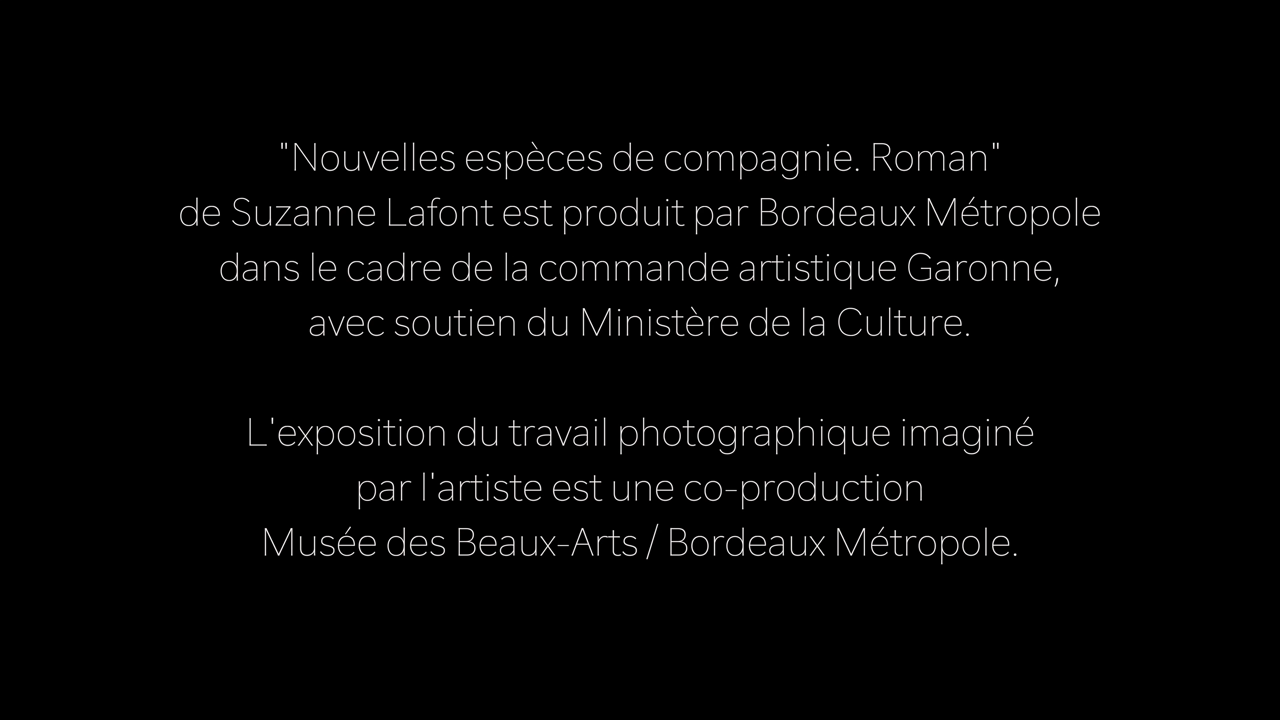 "Nouvelles espèces de compagnie. Roman"
de Suzanne Lafont est produit par Bordeaux Métropole
dans le cadre de la commande artistique Garonne,
avec soutien du Ministère de la Culture.
L'exposition du travail photographique imaginé
par l'artiste est une co-production
Musée des Beaux-Arts / Bordeaux Métropole.